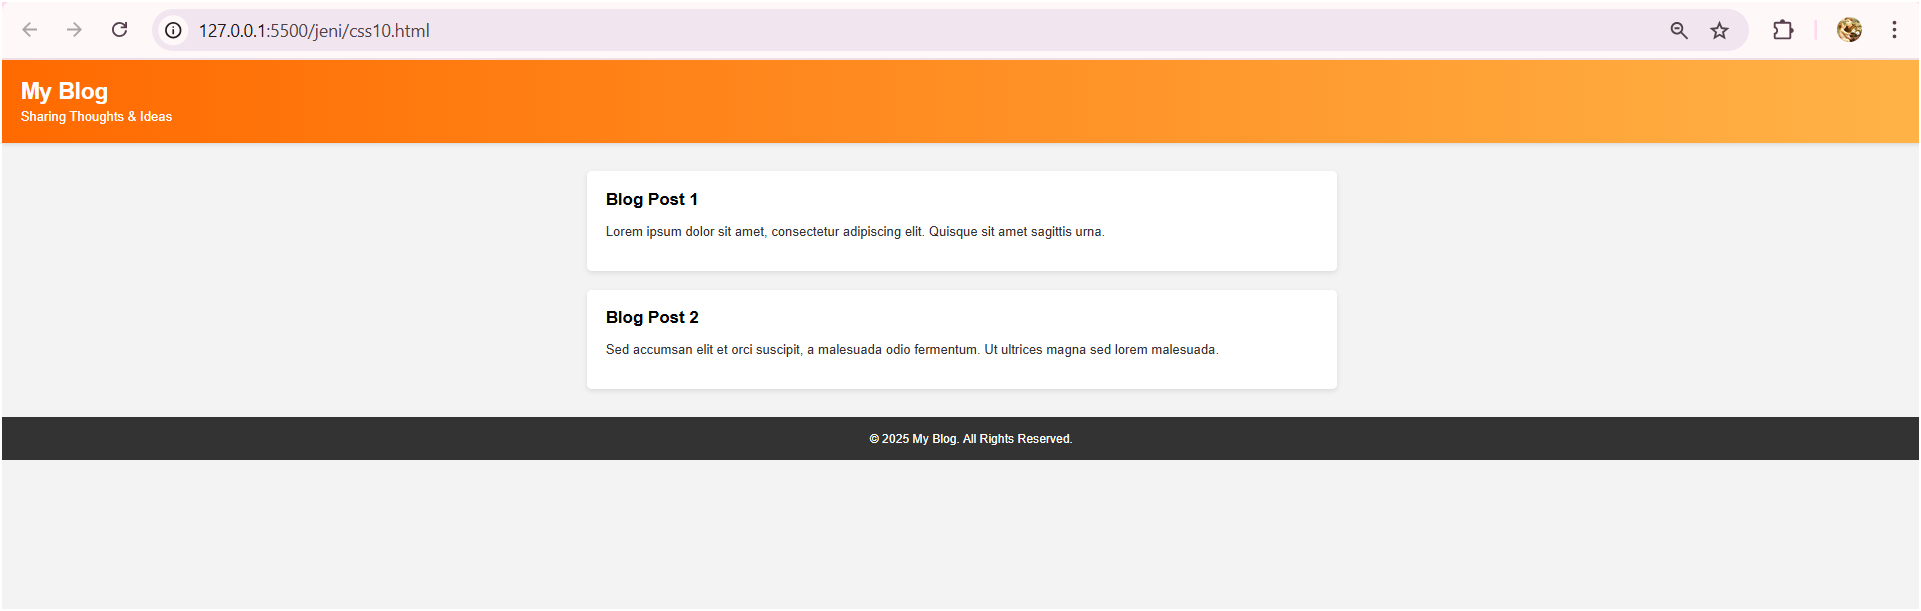 127.0.0.1:5500/jeni/css10.html
My Blog
Sharing Thoughts & Ideas
Blog Post 1
Lorem ipsum dolor sit amet, consectetur adipiscing elit. Quisque sit amet sagittis urna.
Blog Post 2
Sed accumsan elit et orci suscipit, a malesuada odio fermentum. Ut ultrices magna sed lorem malesuada.
© 2025 My Blog. All Rights Reserved.